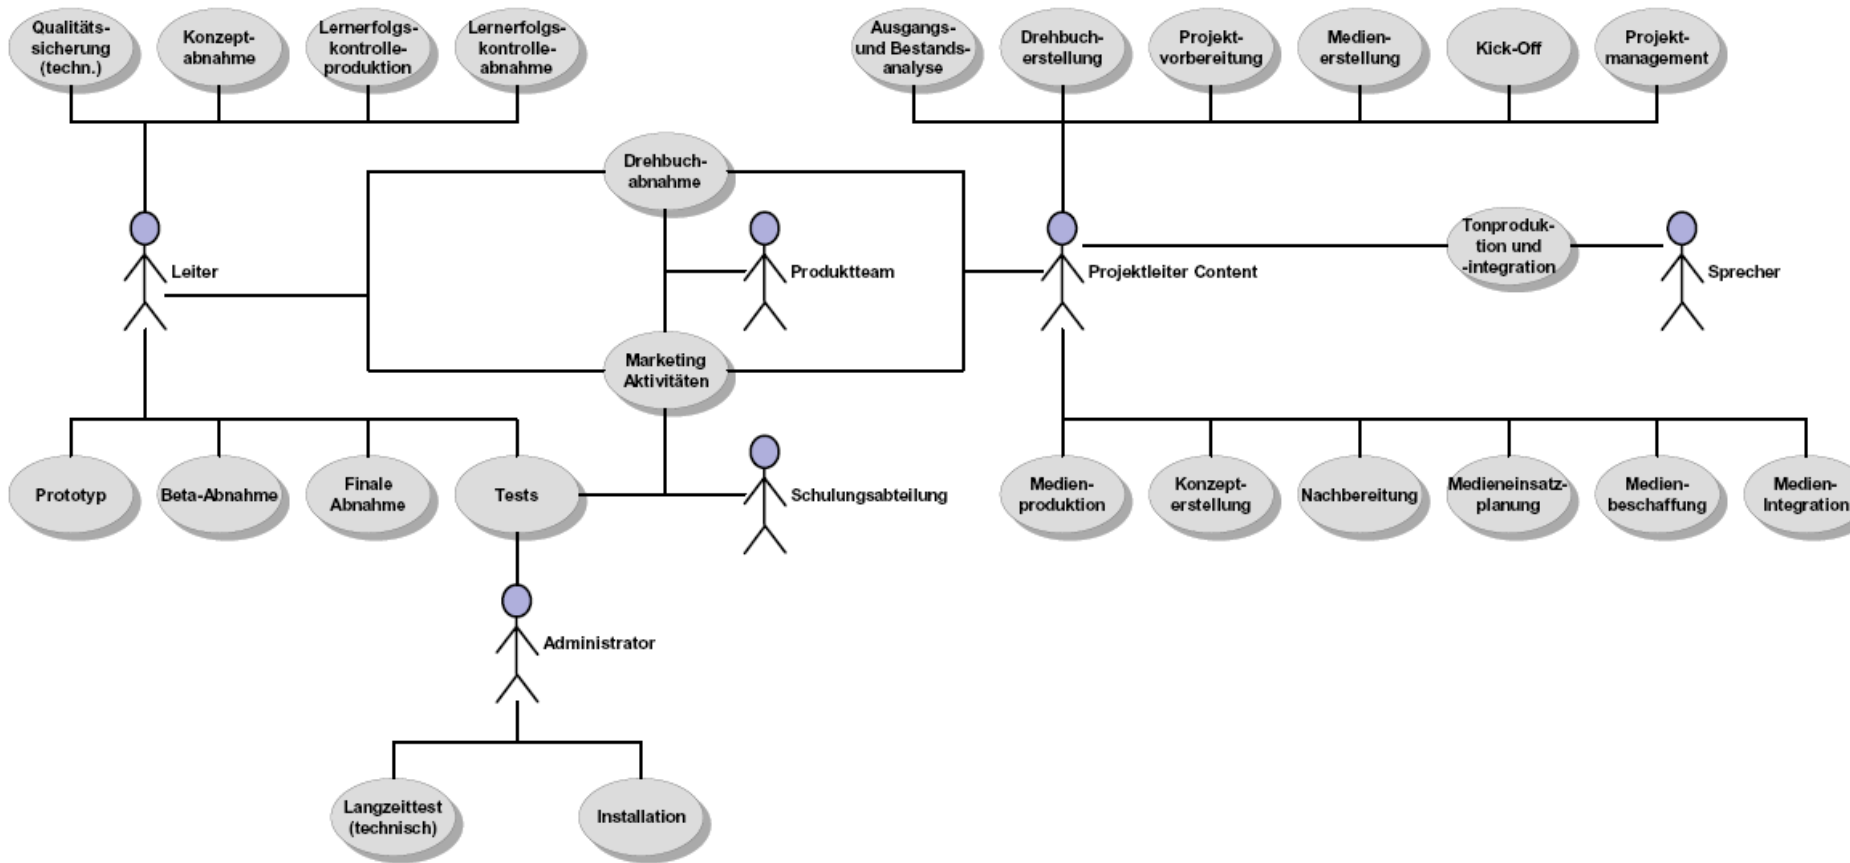 Qualitäts-
sicherung
(techn.)
Konzept-
abnahme
Lernerfolgs-
kontrolle-
produktion
Lernerfolgs-
kontrolle-
abnahme
Ausgangs-
und Bestands-
analyse
Drehbuch-
erstellung
Projekt-
vorbereitung
Medien-
erstellung
Kick-Off
Projekt-
management
Drehbuch-
abnahme
Leiter
Produktteam
Projektleiter Content
Tonproduk-
tion und
-integration
Sprecher
Marketing
Aktivitäten
Prototyp
Beta-Abnahme
Finale
Abnahme
Tests
Schulungsabteilung
Medien-
produktion
Konzept-
erstellung
Nachbereitung
Medieneinsatz-
planung
Medien-
beschaffung
Medien-
Integration
Administrator
Langzeittest
(technisch)
Installation